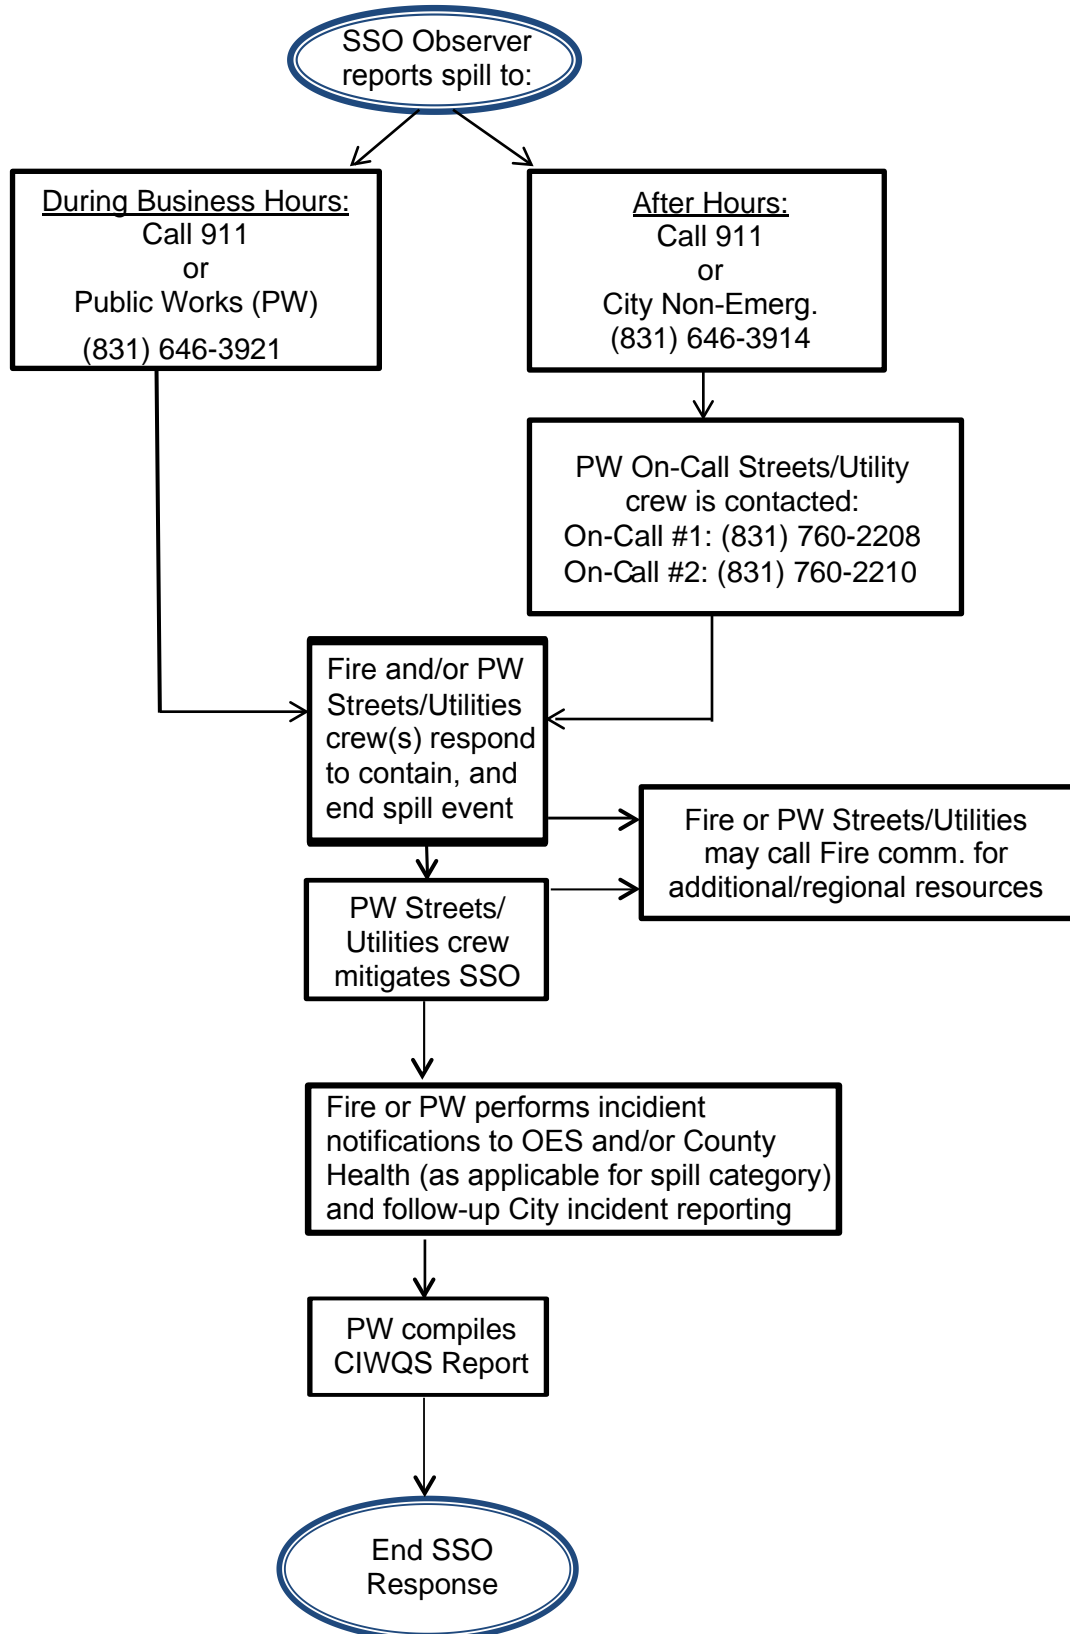 SSO Observer
reports spill to:
During Business Hours:
Call 911
or
Public Works (PW)
(831) 646-3921
After Hours:
Call 911
or
City Non-Emerg.
(831) 646-3914
PW On-Call Streets/Utility
crew is contacted:
On-Call #1: (831) 760-2208
On-Call #2: (831) 760-2210
Fire and/or PW
Streets/Utilities
crew(s) respond
to contain, and
end spill event
Fire or PW Streets/Utilities
may call Fire comm. for
additional/regional resources
PW Streets/
Utilities crew
mitigates SSO
Fire or PW performs incidient
notifications to OES and/or County
Health (as applicable for spill category)
and follow-up City incident reporting
PW compiles
CIWQS Report
End SSO
Response